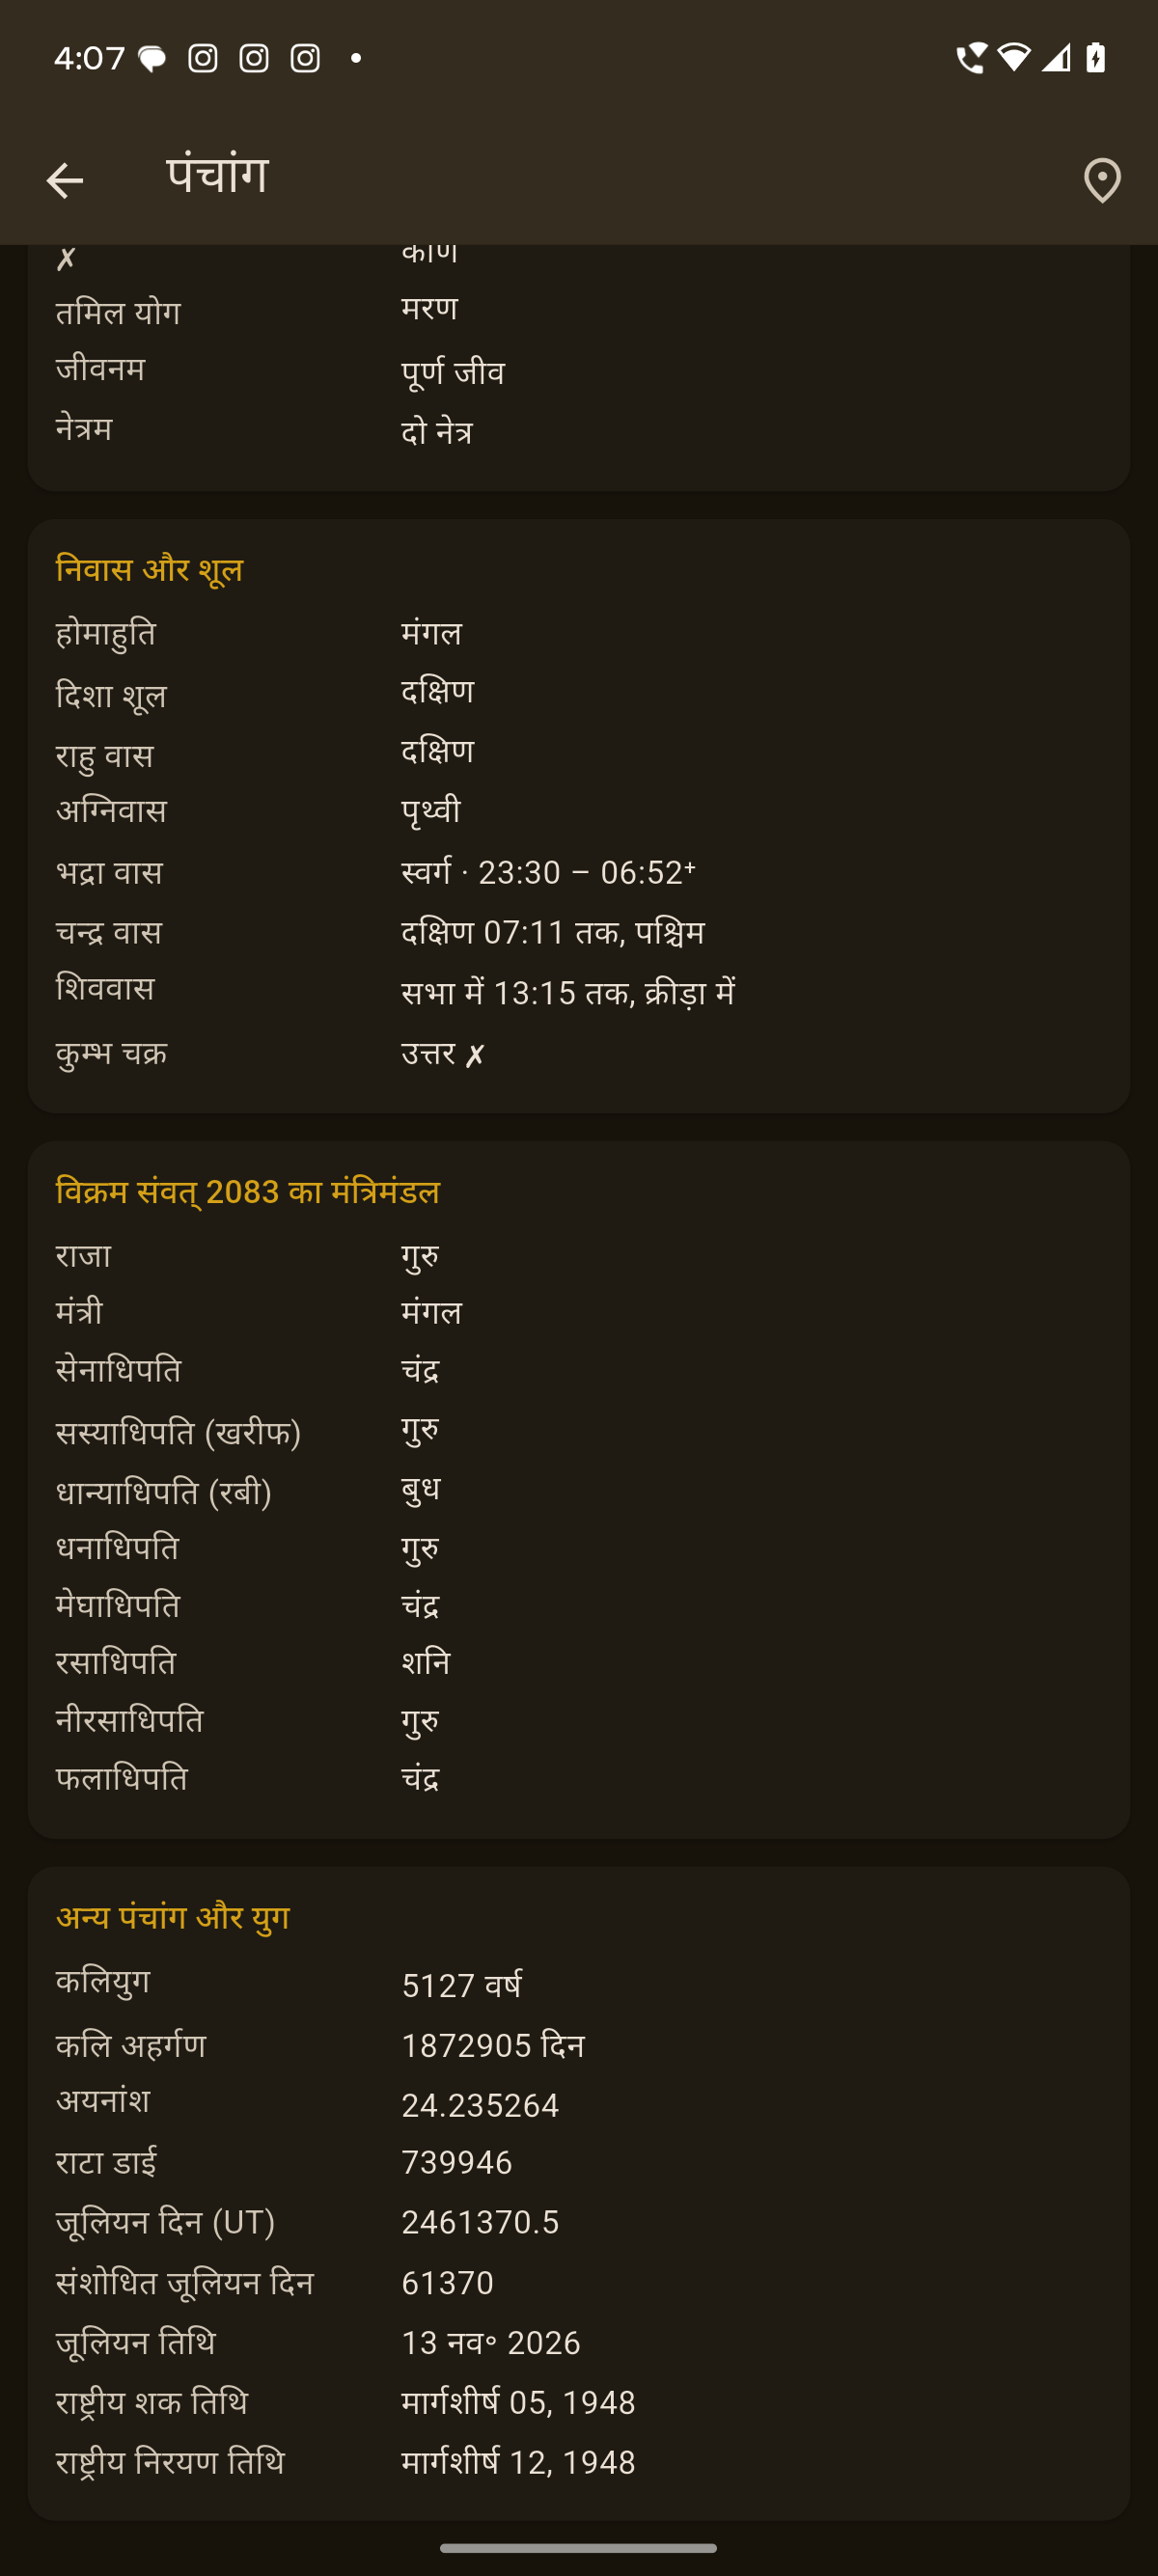 4:07
पंचांग
✗ कोण
तमिल योग मरण
जीवनम पूर्ण जीव
नेत्रम दो नेत्र
निवास और शूल
होमाहुति मंगल
दिशा शूल दक्षिण
राहु वास दक्षिण
अग्निवास पृथ्वी
भद्रा वास स्वर्ग · 23:30 – 06:52⁺
चन्द्र वास दक्षिण 07:11 तक, पश्चिम
शिववास सभा में 13:15 तक, क्रीड़ा में
कुम्भ चक्र उत्तर ✗
विक्रम संवत् 2083 का मंत्रिमंडल
राजा गुरु
मंत्री मंगल
सेनाधिपति चंद्र
सस्याधिपति (खरीफ) गुरु
धान्याधिपति (रबी) बुध
धनाधिपति गुरु
मेघाधिपति चंद्र
रसाधिपति शनि
नीरसाधिपति गुरु
फलाधिपति चंद्र
अन्य पंचांग और युग
कलियुग 5127 वर्ष
कलि अहर्गण 1872905 दिन
अयनांश 24.235264
राटा डाई 739946
जूलियन दिन (UT) 2461370.5
संशोधित जूलियन दिन 61370
जूलियन तिथि 13 नव॰ 2026
राष्ट्रीय शक तिथि मार्गशीर्ष 05, 1948
राष्ट्रीय निरयण तिथि मार्गशीर्ष 12, 1948